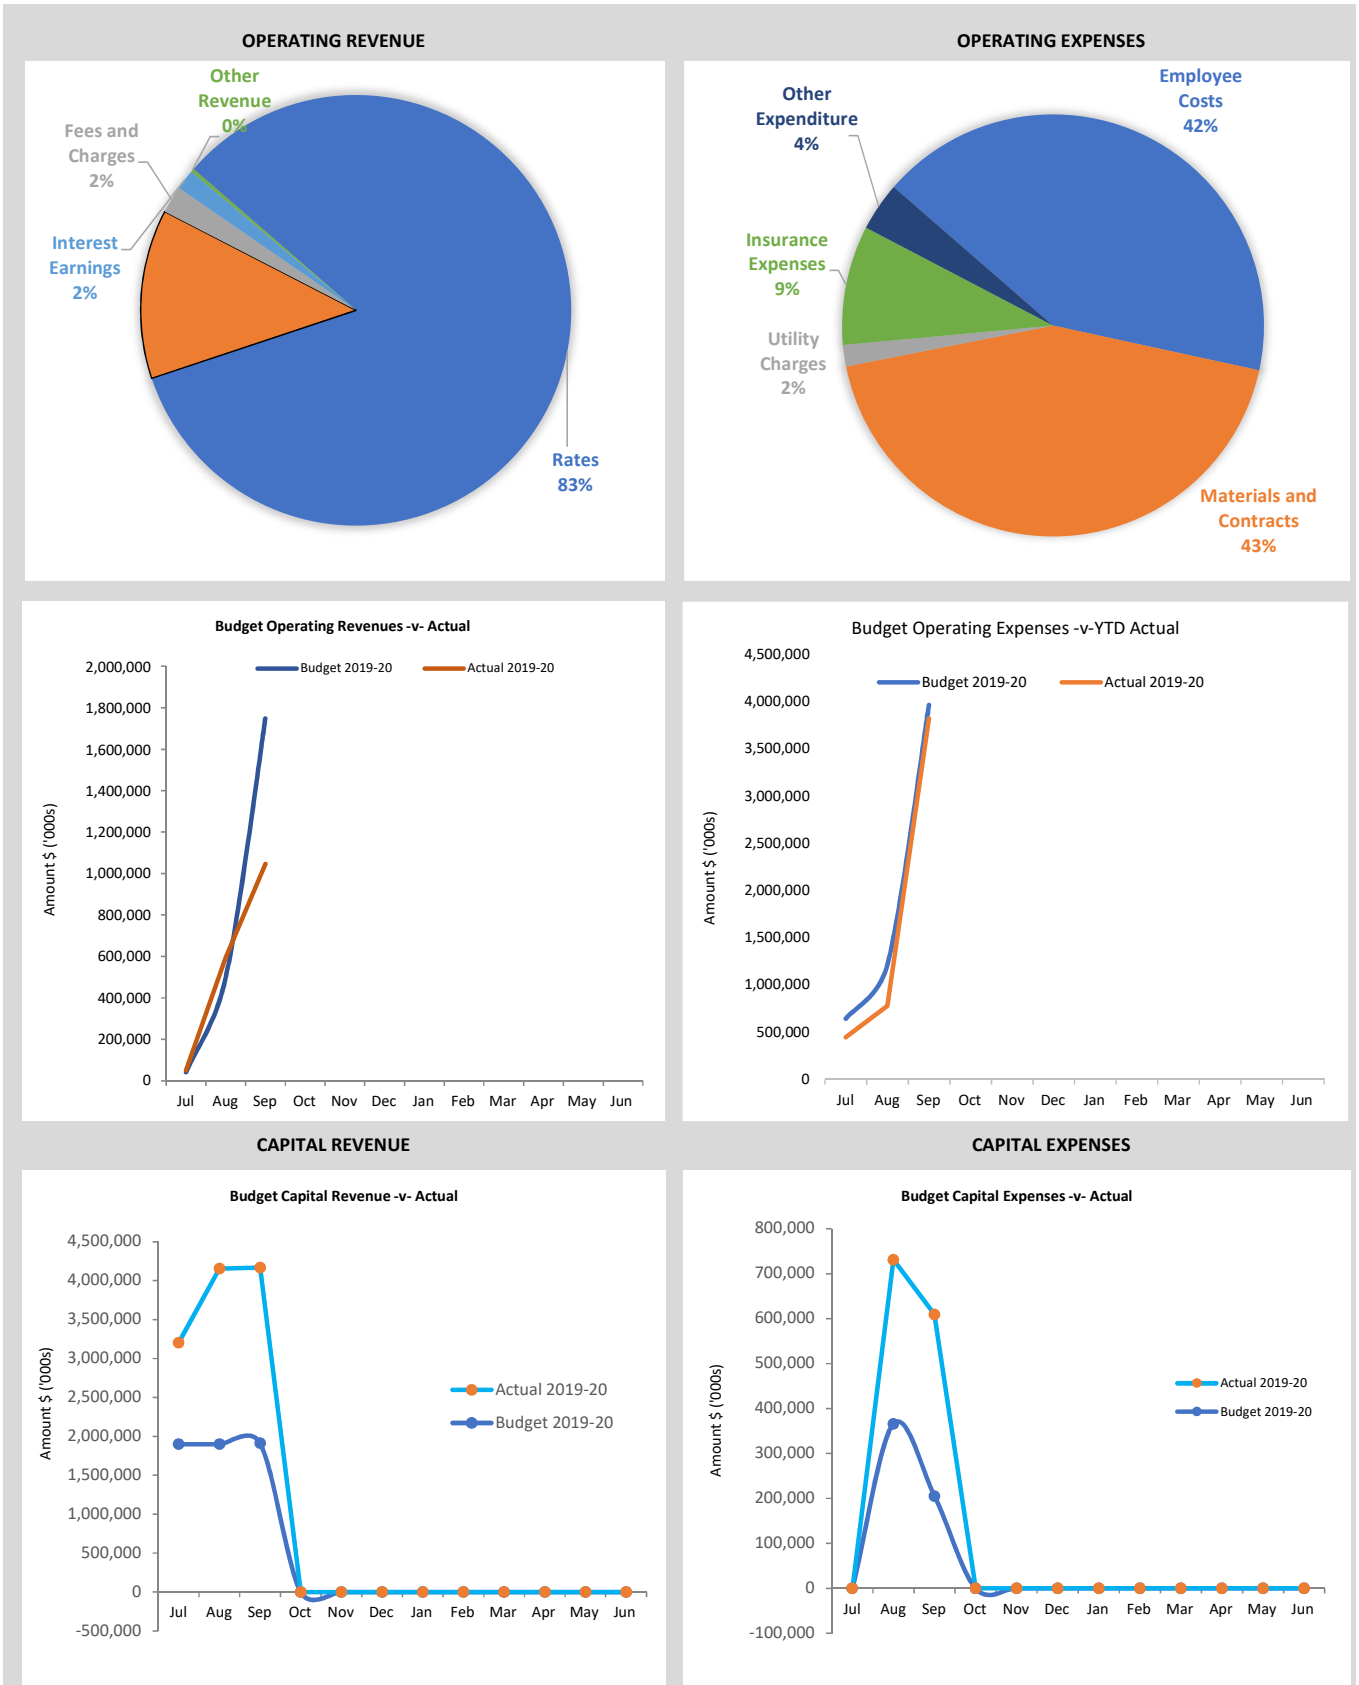 OPERATING REVENUE
OPERATING EXPENSES
Other
Revenue
0%
Fees and
Charges
2%
Interest
Earnings
2%
Rates
83%
Employee
Costs
42%
Other
Expenditure
4%
Insurance
Expenses
9%
Utility
Charges
2%
Materials and
Contracts
43%
Budget Operating Revenues -v- Actual
Budget 2019-20
Actual 2019-20
Amount $ ('000s)
2,000,000
1,800,000
1,600,000
1,400,000
1,200,000
1,000,000
800,000
600,000
400,000
200,000
0
Jul Aug Sep Oct Nov Dec Jan Feb Mar Apr May Jun
Budget Operating Expenses -v-YTD Actual
Budget 2019-20
Actual 2019-20
Amount $ ('000s)
4,500,000
4,000,000
3,500,000
3,000,000
2,500,000
2,000,000
1,500,000
1,000,000
500,000
0
Jul Aug Sep Oct Nov Dec Jan Feb Mar Apr May Jun
CAPITAL REVENUE
CAPITAL EXPENSES
Budget Capital Revenue -v- Actual
Amount $ ('000s)
4,500,000
4,000,000
3,500,000
3,000,000
2,500,000
2,000,000
1,500,000
1,000,000
500,000
0
-500,000
Jul Aug Sep Oct Nov Dec Jan Feb Mar Apr May Jun
Actual 2019-20
Budget 2019-20
Budget Capital Expenses -v- Actual
Amount $ ('000s)
800,000
700,000
600,000
500,000
400,000
300,000
200,000
100,000
0
-100,000
Jul Aug Sep Oct Nov Dec Jan Feb Mar Apr May Jun
Actual 2019-20
Budget 2019-20